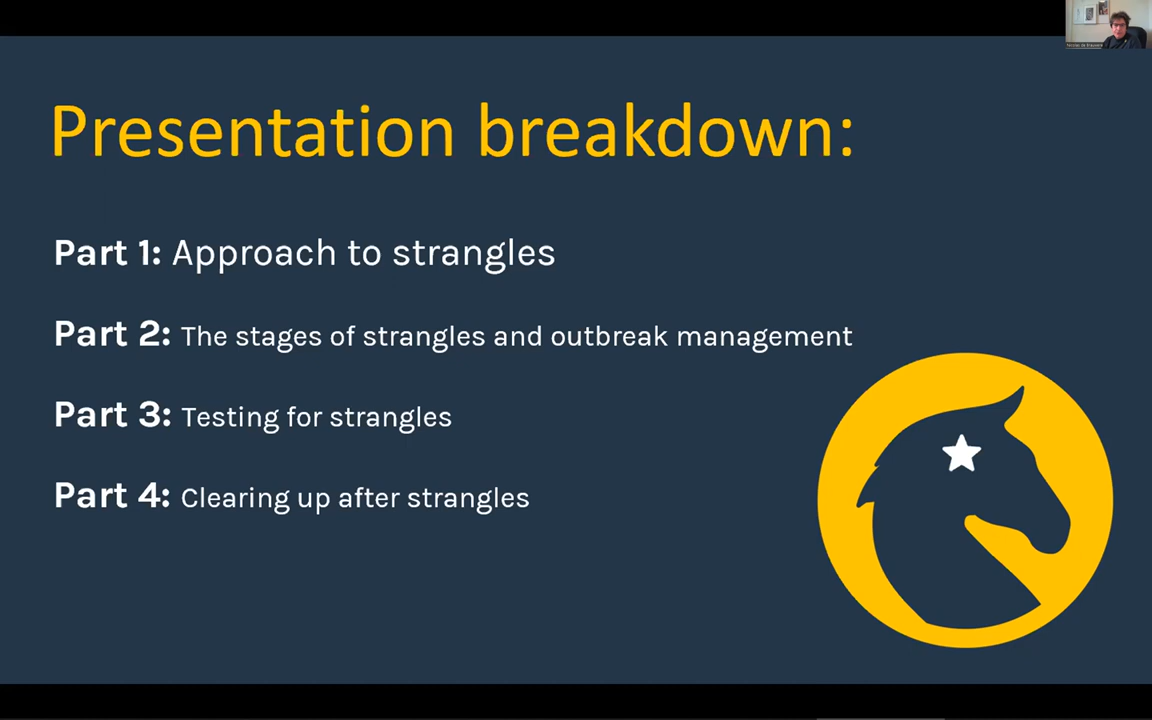 Presentation breakdown:
Part 1: Approach to strangles
Part 2: The stages of strangles and outbreak management
Part 3: Testing for strangles
Part 4: Clearing up after strangles